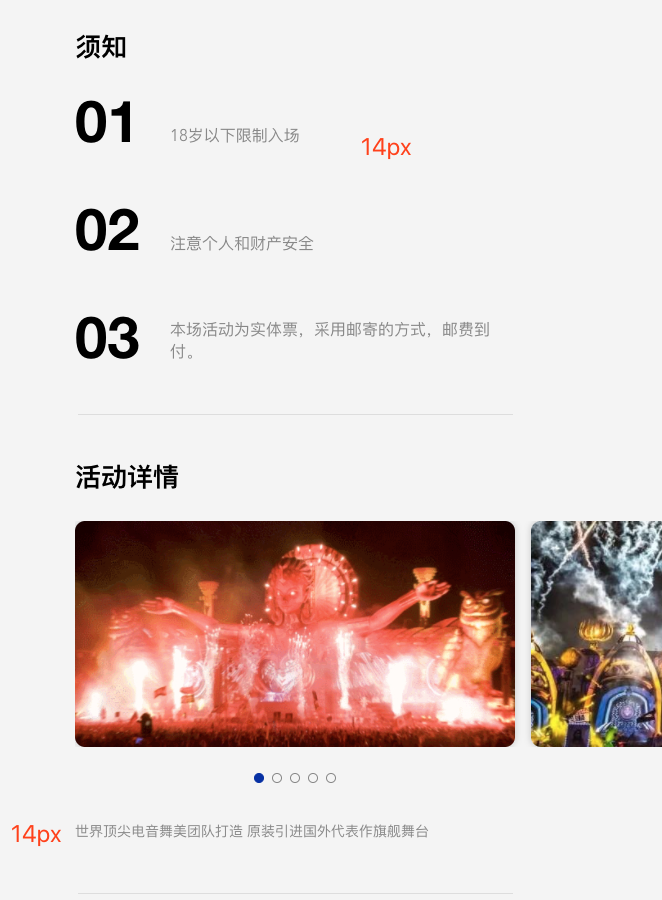 须知
01
18岁以下限制入场
14px
02
注意个人和财产安全
03
本场活动为实体票，采用邮寄的方式，邮费到
付。
活动详情
14px
世界顶尖电音舞美团队打造 原装引进国外代表作旗舰舞台